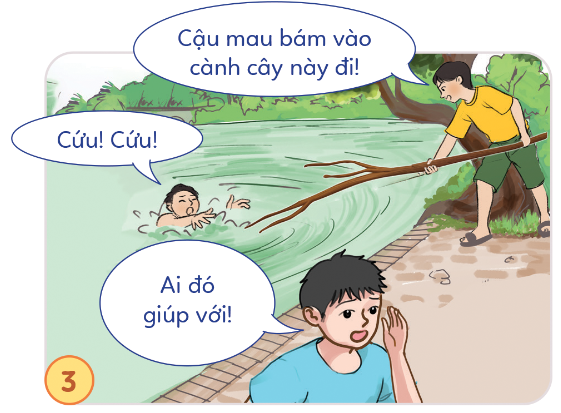 Cậu mau bám vào
cành cây này đi!
Cứu! Cứu!
Ai đó
giúp với!
3